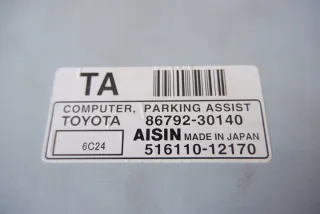 TA
COMPUTER, PARKING ASSIST
TOYOTA 86792-30140
6C24 AISIN MADE IN JAPAN
516110-12170